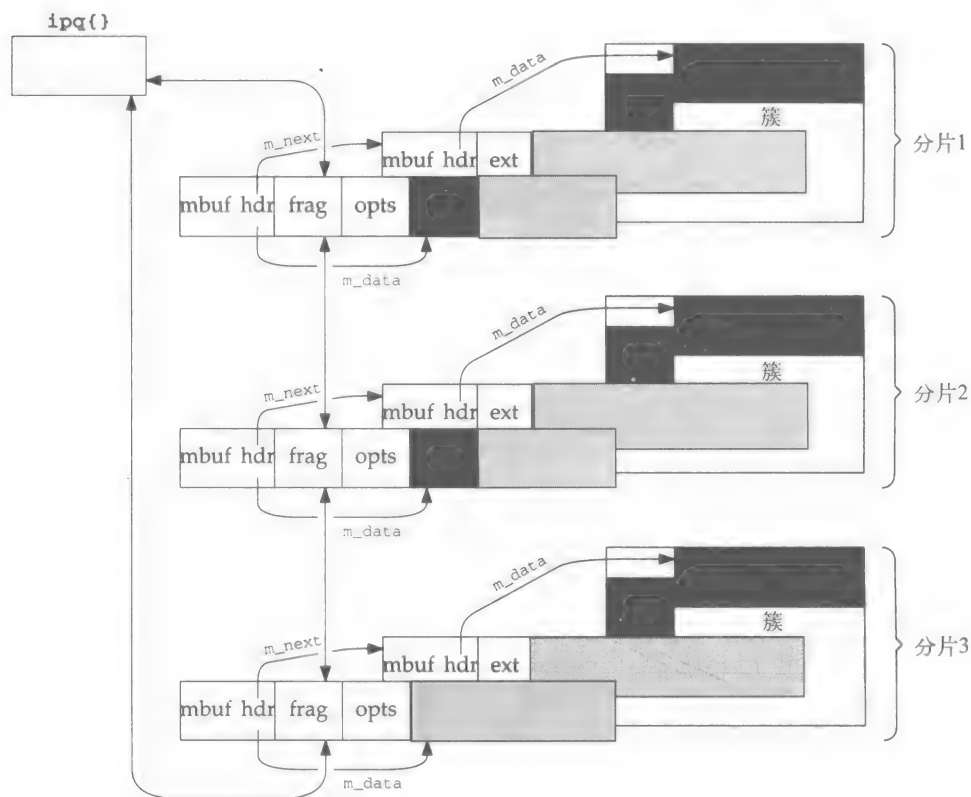 ipq{}
m_data
簇
分片1
m_next
mbuf hdr ext
mbuf hdr frag opts
m_data
m_data
簇
分片2
m_next
mbuf hdr ext
mbuf hdr frag opts
m_data
m_data
簇
分片3
m_next
mbuf hdr ext
mbuf hdr frag opts
m_data